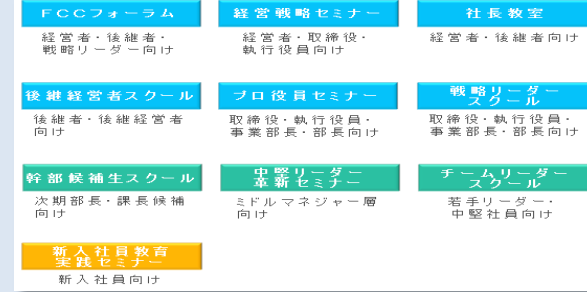 FCCフォーラム
経営者・後継者・
戦略リーダー向け
経営戦略セミナー
経営者・取締役・
執行役員向け
社長教室
経営者・後継者向け
後継経営者スクール
後継者・後継経営者
向け
プロ役員セミナー
取締役・執行役員・
事業部長・部長向け
戦略リーダー
スクール
取締役・執行役員・
事業部長・部長向け
幹部候補生スクール
次期部長・課長候補
向け
中堅リーダー
革新セミナー
ミドルマネジャー層
向け
チームリーダー
スクール
若手リーダー・
中堅社員向け
新入社員教育
実践セミナー
新入社員向け